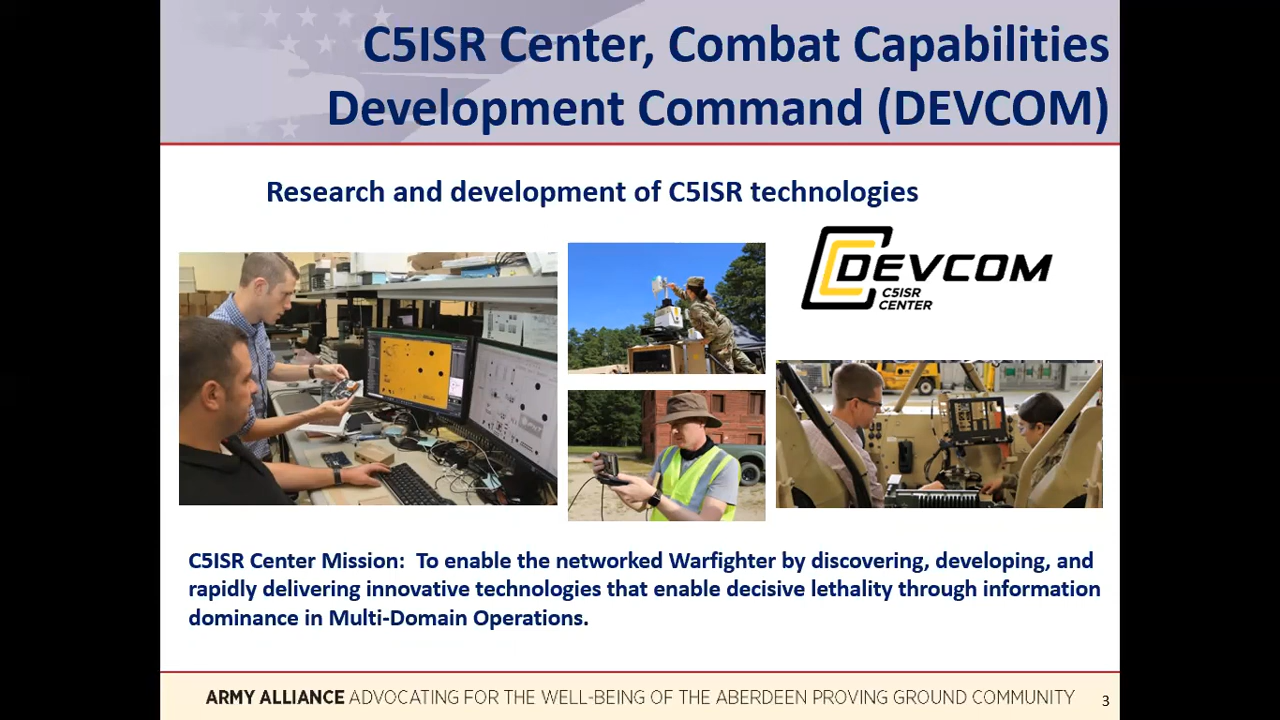 C5ISR Center, Combat Capabilities
Development Command (DEVCOM)
Research and development of C5ISR technologies
DEVCOM
C5ISR
CENTER
C5ISR Center Mission:  To enable the networked Warfighter by discovering, developing, and
rapidly delivering innovative technologies that enable decisive lethality through information
dominance in Multi-Domain Operations.
ARMY ALLIANCE ADVOCATING FOR THE WELL-BEING OF THE ABERDEEN PROVING GROUND COMMUNITY 3